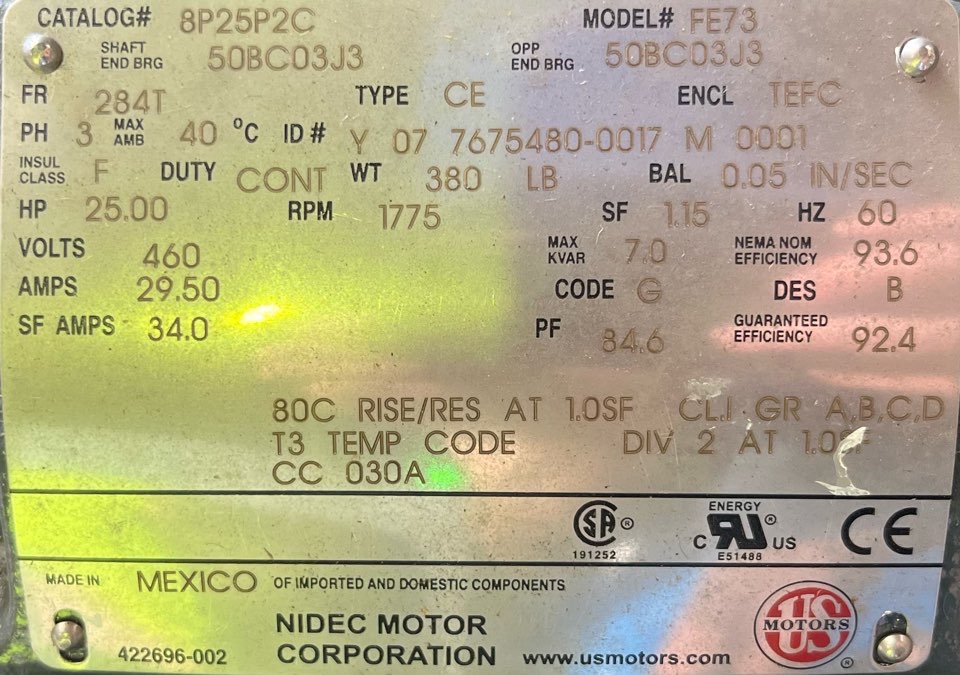 CATALOG# 8P25P2C MODEL# FE73
SHAFT END BRG 50BC03J3 OPP END BRG 50BC03J3
FR 284T TYPE CE ENCL TEFC
PH 3 MAX AMB 40 °C ID# Y 07 7675480-0017 M 0001
INSUL CLASS F DUTY CONT WT 380 LB BAL 0.05 IN/SEC
HP 25.00 RPM 1775 SF 1.15 HZ 60
VOLTS 460 MAX KVAR 7.0 NEMA NOM EFFICIENCY 93.6
AMPS 29.50 CODE G DES B
SF AMPS 34.0 PF 84.6 GUARANTEED EFFICIENCY 92.4
80C RISE/RES AT 1.0SF CL.I GR A,B,C,D
T3 TEMP CODE DIV 2 AT 1.0SF
CC 030A
SA ® 191252 ENERGY C UR ® US E51488 CE
MADE IN MEXICO OF IMPORTED AND DOMESTIC COMPONENTS
NIDEC MOTOR
422696-002 CORPORATION www.usmotors.com
US MOTORS ®